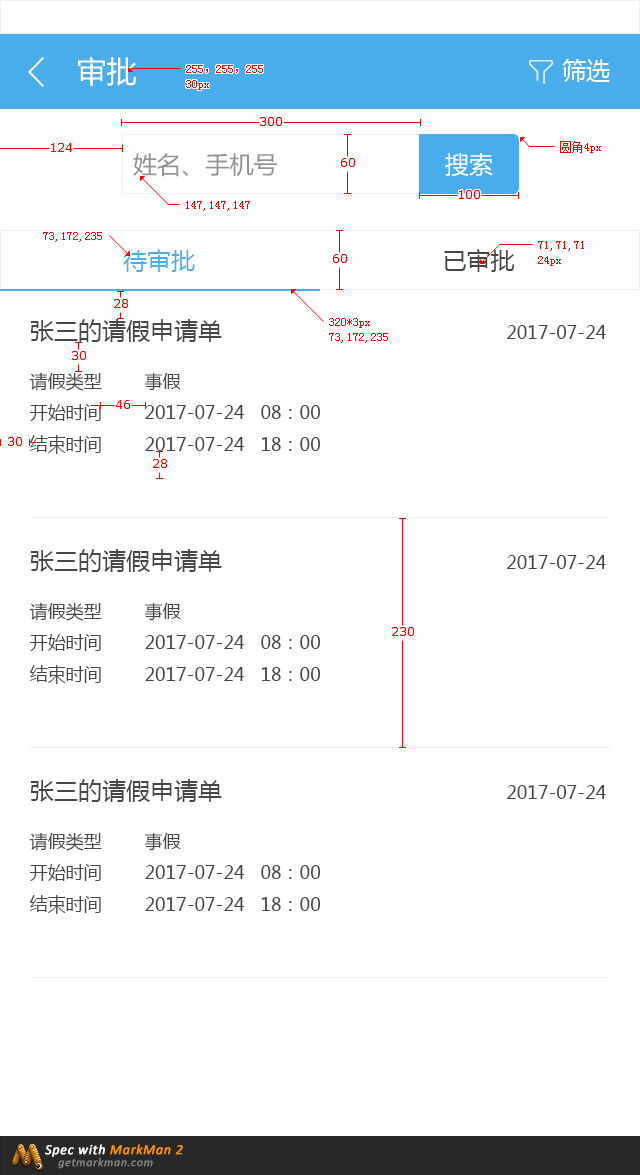 审批
255，255，255
30px
筛选
300
124
姓名、手机号
60
搜索
圆角4px
100
147,147,147
73,172,235
待审批
60
已审批
71,71,71
24px
28
320*3px
73,172,235
张三的请假申请单
2017-07-24
30
请假类型 事假
46
开始时间 2017-07-24 08：00
30
结束时间 2017-07-24 18：00
28
张三的请假申请单
2017-07-24
请假类型 事假
230
开始时间 2017-07-24 08：00
结束时间 2017-07-24 18：00
张三的请假申请单
2017-07-24
请假类型 事假
开始时间 2017-07-24 08：00
结束时间 2017-07-24 18：00
Spec with MarkMan 2
getmarkman.com